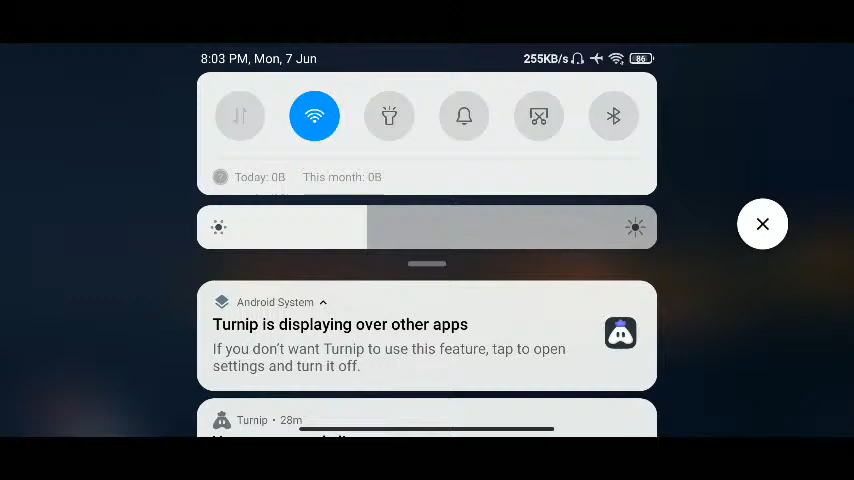 8:03 PM, Mon, 7 Jun 255KB/s 86
Today: 0B This month: 0B
Android System
Turnip is displaying over other apps
If you don't want Turnip to use this feature, tap to open
settings and turn it off.
Turnip • 28m